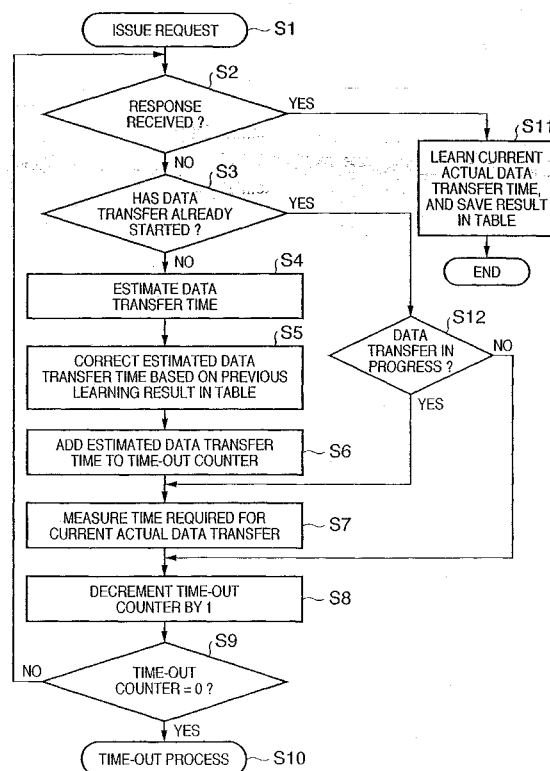 ISSUE REQUEST
S1
S2
RESPONSE
RECEIVED ?
YES
NO
S11
LEARN CURRENT
ACTUAL DATA
TRANSFER TIME,
AND SAVE RESULT
IN TABLE
END
S3
HAS DATA
TRANSFER ALREADY
STARTED ?
YES
NO
S4
ESTIMATE DATA
TRANSFER TIME
S5
CORRECT ESTIMATED DATA
TRANSFER TIME BASED ON PREVIOUS
LEARNING RESULT IN TABLE
S12
DATA
TRANSFER IN
PROGRESS ?
NO
YES
ADD ESTIMATED DATA TRANSFER
TIME TO TIME-OUT COUNTER
S6
MEASURE TIME REQUIRED FOR
CURRENT ACTUAL DATA TRANSFER
S7
DECREMENT TIME-OUT
COUNTER BY 1
S8
S9
TIME-OUT
COUNTER = 0 ?
NO
YES
TIME-OUT PROCESS
S10